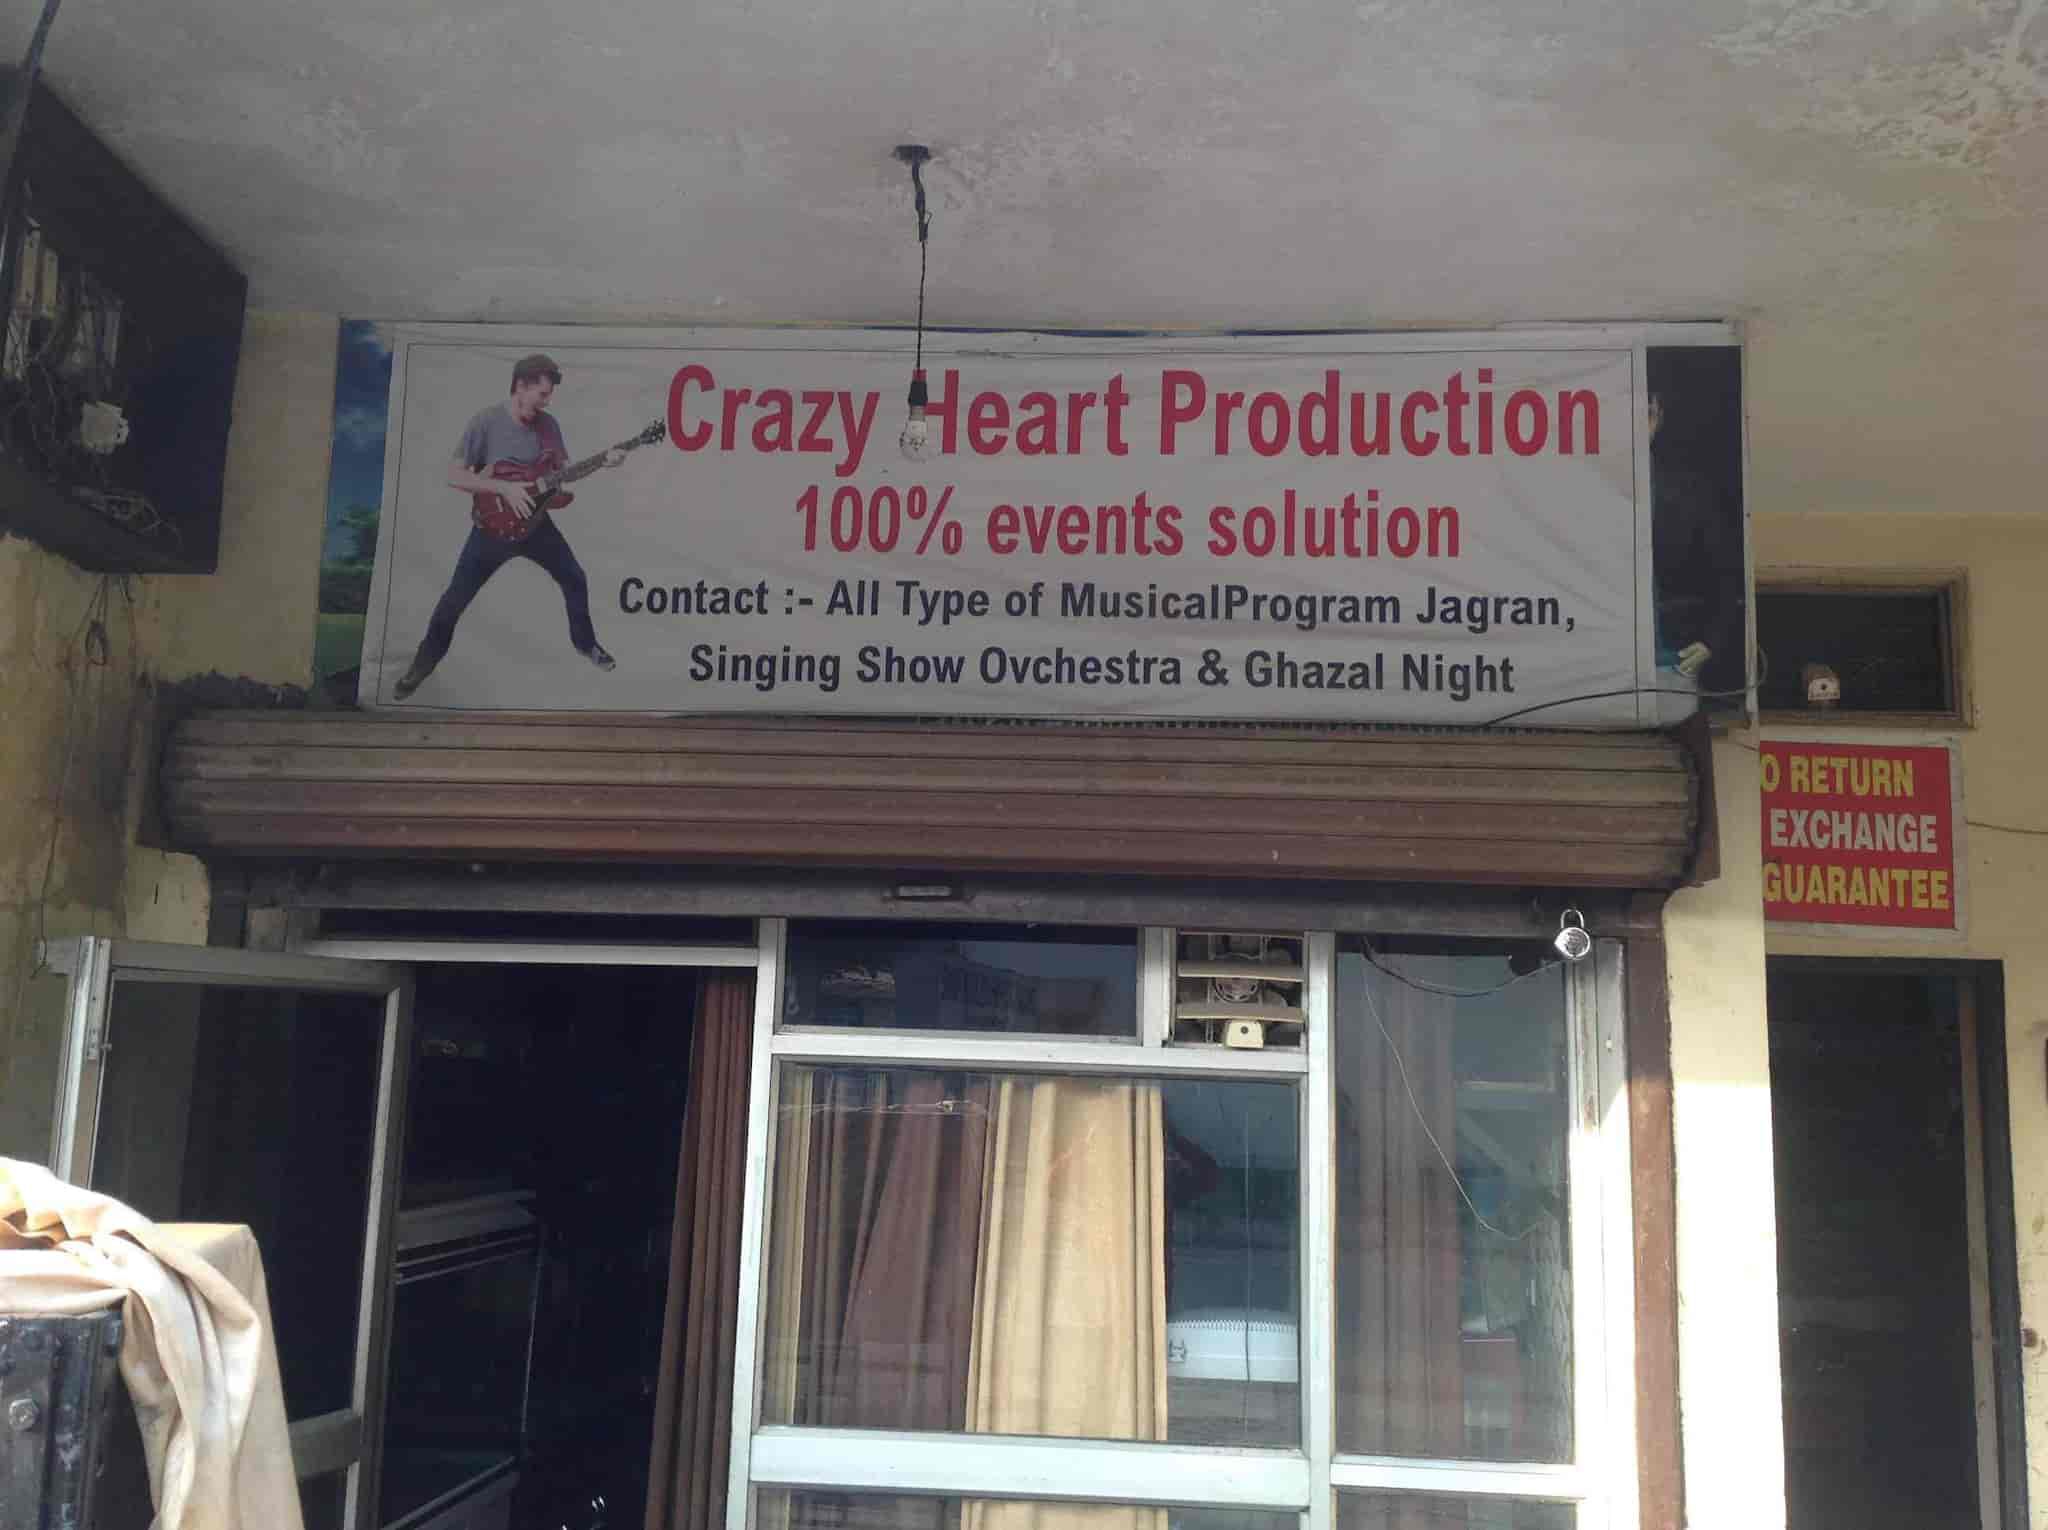 Crazy Heart Production
100% events solution
Contact :- All Type of MusicalProgram Jagran,
Singing Show Ovchestra & Ghazal Night
O RETURN
EXCHANGE
GUARANTEE